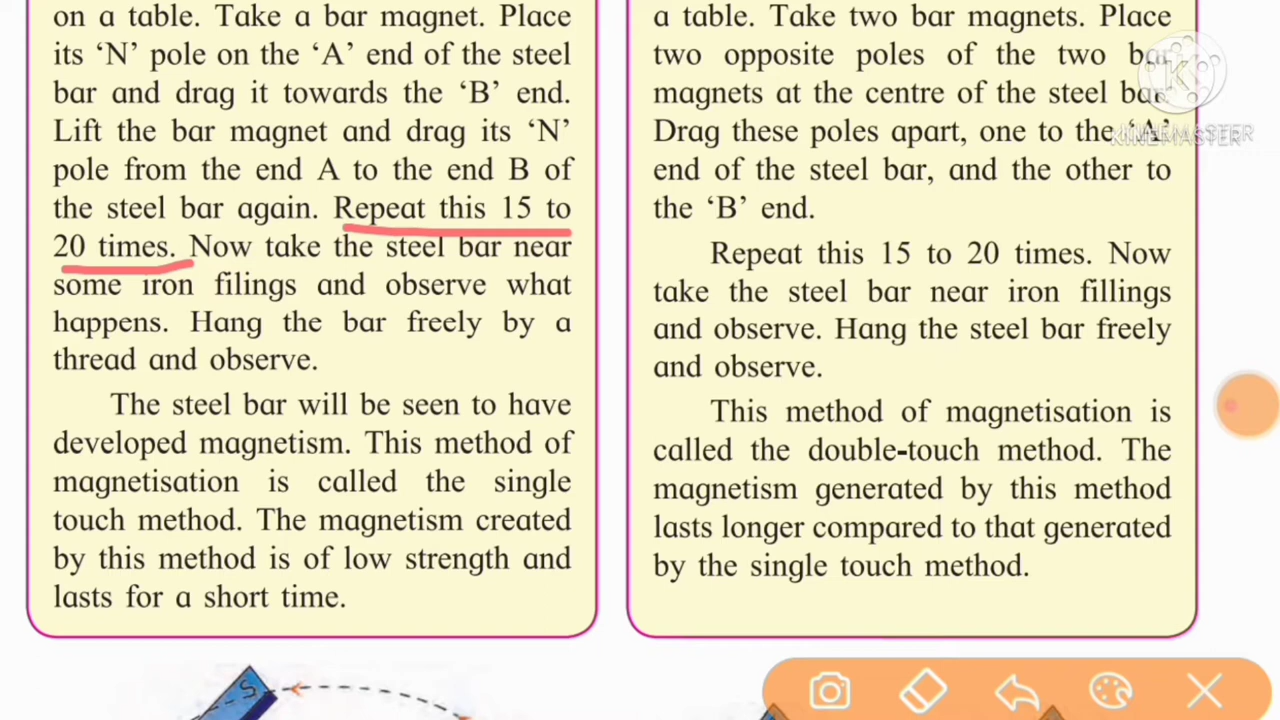 on a table. Take a bar magnet. Place
its ‘N’ pole on the ‘A’ end of the steel
bar and drag it towards the ‘B’ end.
Lift the bar magnet and drag its ‘N’
pole from the end A to the end B of
the steel bar again. Repeat this 15 to
20 times. Now take the steel bar near
some iron filings and observe what
happens. Hang the bar freely by a
thread and observe.
The steel bar will be seen to have
developed magnetism. This method of
magnetisation is called the single
touch method. The magnetism created
by this method is of low strength and
lasts for a short time.
S
a table. Take two bar magnets. Place
two opposite poles of the two bar
magnets at the centre of the steel bar.
Drag these poles apart, one to the ‘A’
end of the steel bar, and the other to
the ‘B’ end.
Repeat this 15 to 20 times. Now
take the steel bar near iron fillings
and observe. Hang the steel bar freely
and observe.
This method of magnetisation is
called the double-touch method. The
magnetism generated by this method
lasts longer compared to that generated
by the single touch method.
K
KINEMASTER
KINEMASTER